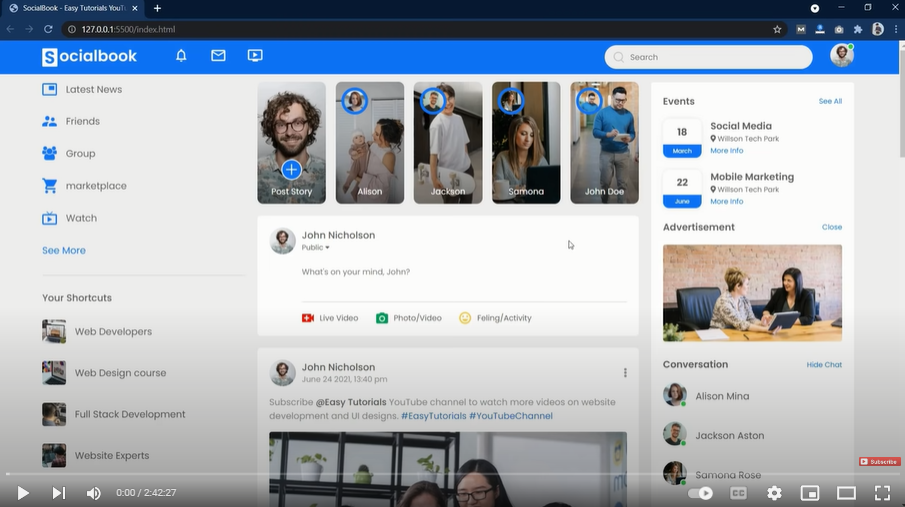 SocialBook - Easy Tutorials YouT
127.0.0.1:5500/index.html
Socialbook
Search
Latest News
Friends
Group
marketplace
Watch
See More
Your Shortcuts
Web Developers
Web Design course
Full Stack Development
Website Experts
Post Story
Alison
Jackson
Samona
John Doe
John Nicholson
Public
What's on your mind, John?
Live Video
Photo/Video
Feling/Activity
John Nicholson
June 24 2021, 13:40 pm
Subscribe @Easy Tutorials YouTube channel to watch more videos on website
development and UI designs. #EasyTutorials #YouTubeChannel
Events
See All
18
March
Social Media
Willson Tech Park
More Info
22
June
Mobile Marketing
Willson Tech Park
More Info
Advertisement
Close
Conversation
Hide Chat
Alison Mina
Jackson Aston
Samona Rose
Subscribe
0:00 / 2:42:27
CC